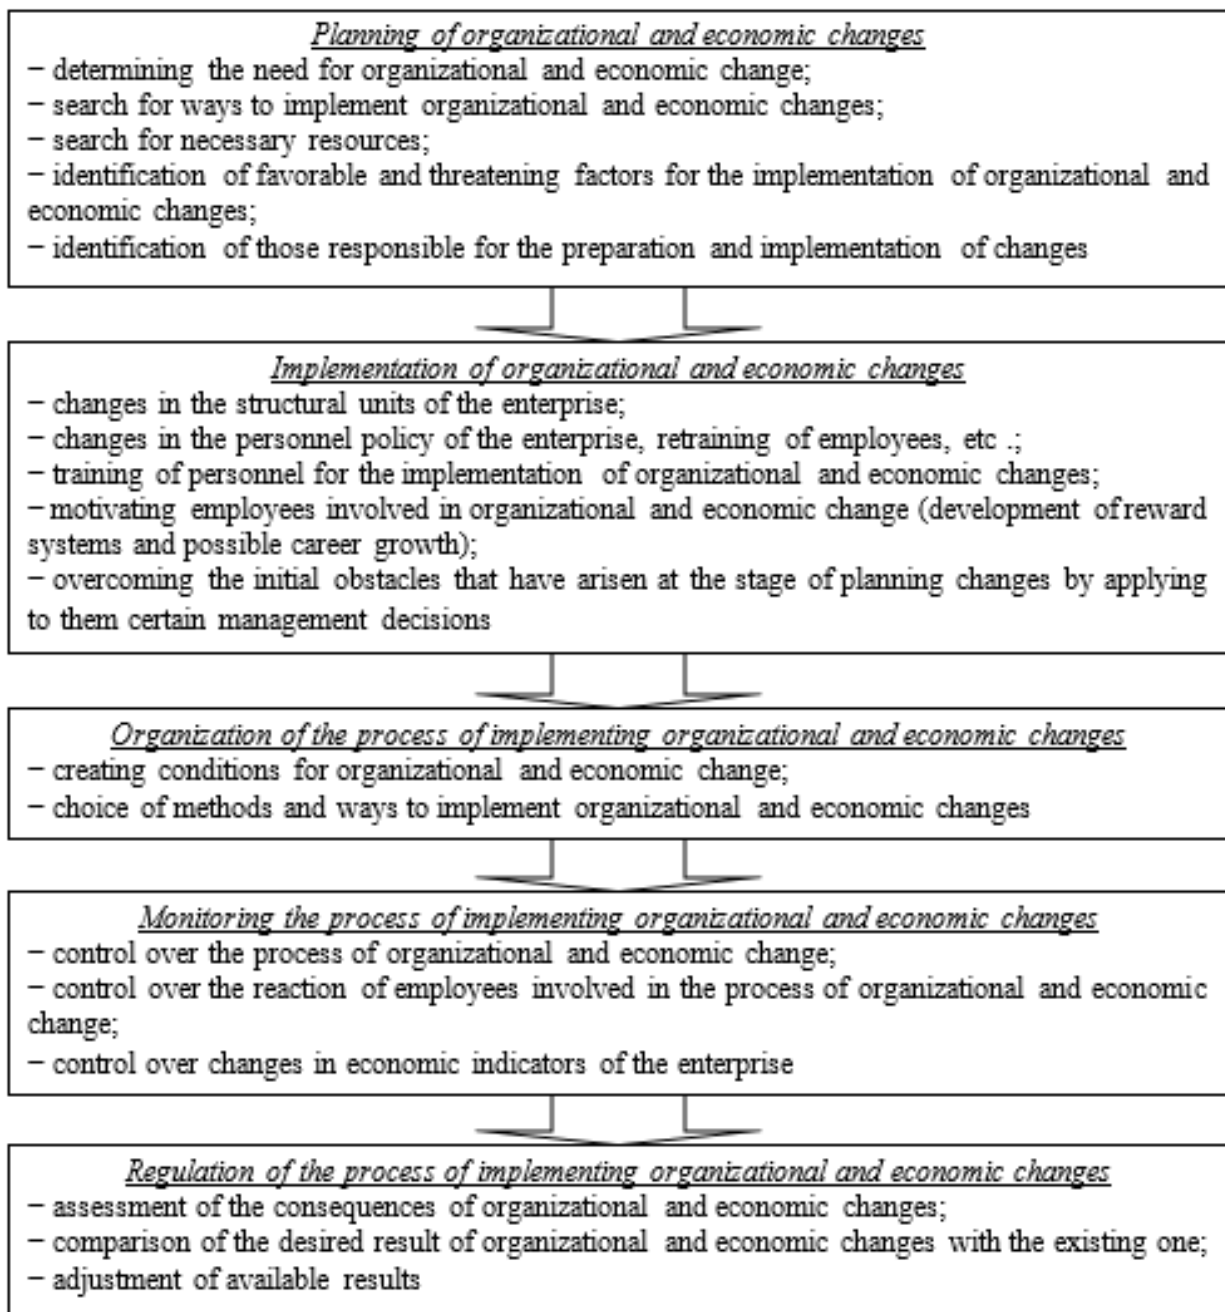 Planning of organizational and economic changes
− determining the need for organizational and economic change;
− search for ways to implement organizational and economic changes;
− search for necessary resources;
− identification of favorable and threatening factors for the implementation of organizational and
economic changes;
− identification of those responsible for the preparation and implementation of changes
Implementation of organizational and economic changes
− changes in the structural units of the enterprise;
− changes in the personnel policy of the enterprise, retraining of employees, etc .;
− training of personnel for the implementation of organizational and economic changes;
− motivating employees involved in organizational and economic change (development of reward
systems and possible career growth);
− overcoming the initial obstacles that have arisen at the stage of planning changes by applying
to them certain management decisions
Organization of the process of implementing organizational and economic changes
− creating conditions for organizational and economic change;
− choice of methods and ways to implement organizational and economic changes
Monitoring the process of implementing organizational and economic changes
− control over the process of organizational and economic change;
− control over the reaction of employees involved in the process of organizational and economic
change;
− control over changes in economic indicators of the enterprise
Regulation of the process of implementing organizational and economic changes
− assessment of the consequences of organizational and economic changes;
− comparison of the desired result of organizational and economic changes with the existing one;
− adjustment of available results